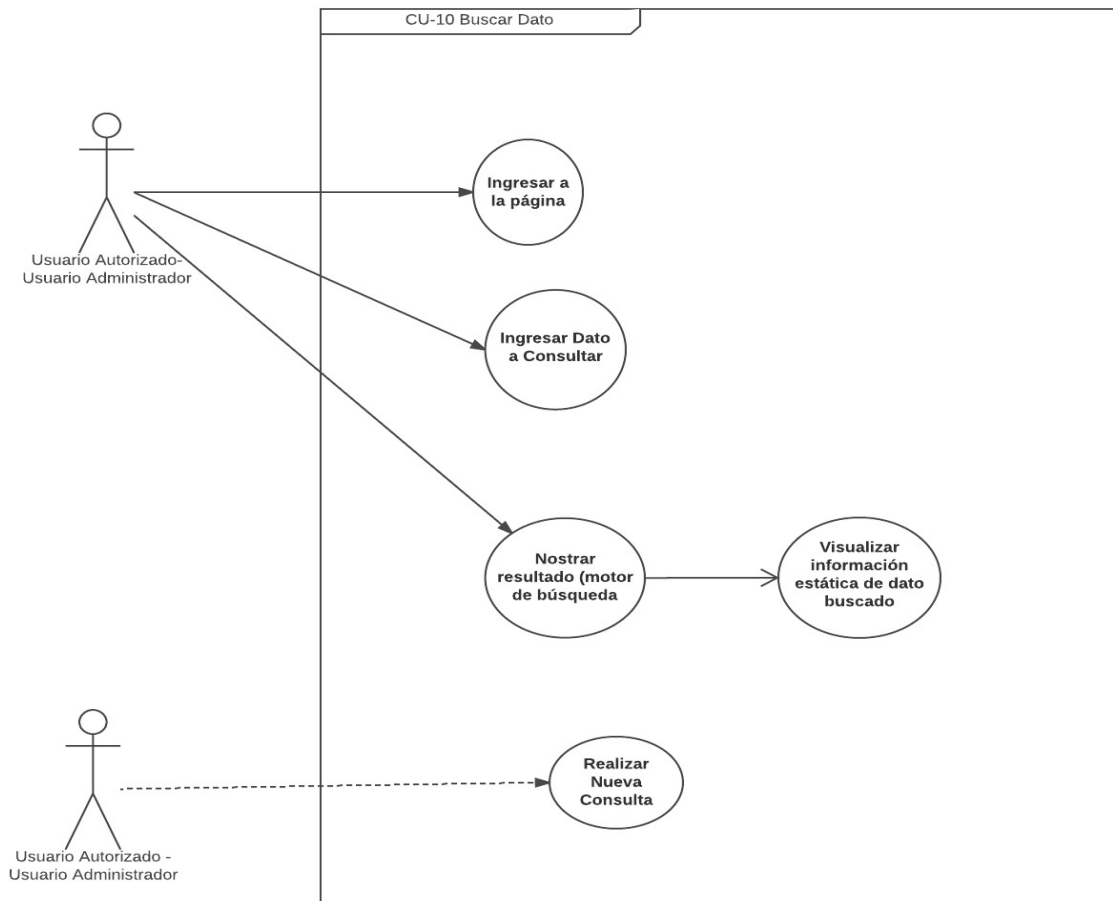 CU-10 Buscar Dato
Ingresar a
la página
Usuario Autorizado-
Usuario Administrador
Ingresar Dato
a Consultar
Nostrar
resultado (motor
de búsqueda
Visualizar
información
estática de dato
buscado
Realizar
Nueva
Consulta
Usuario Autorizado -
Usuario Administrador